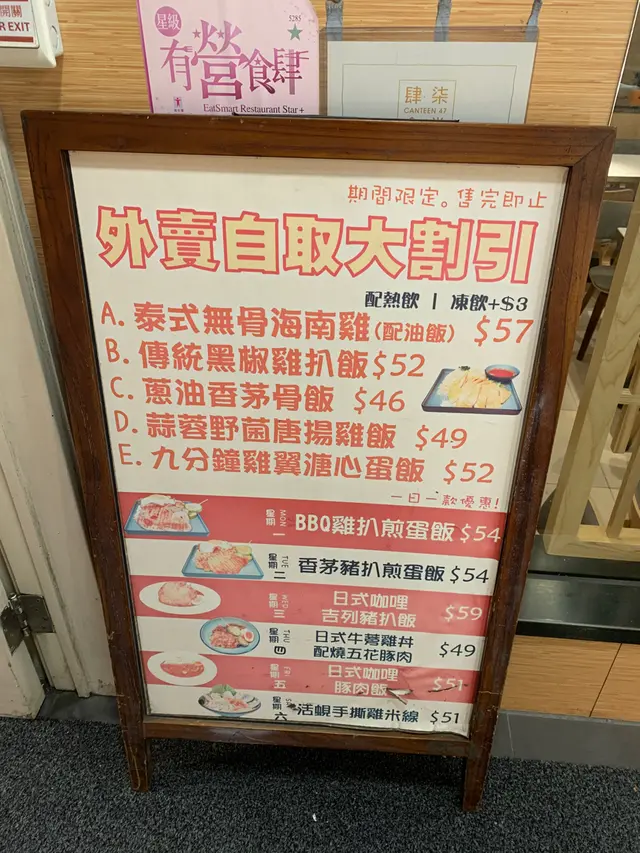 開關
R EXIT
星級
5285
有營食肆
EatSmart Restaurant Star+
肆柒
CANTEEN 47
期間限定。售完即止
外賣自取大割引
配熱飲 | 凍飲+$3
A. 泰式無骨海南雞(配油飯) $57
B. 傳統黑椒雞扒飯 $52
C. 蔥油香茅骨飯 $46
D. 蒜蓉野菌唐揚雞飯 $49
E. 九分鐘雞翼溏心蛋飯 $52
一日一款優惠!
星期一 MON BBQ雞扒煎蛋飯 $54
星期二 TUE 香茅豬扒煎蛋飯 $54
星期三 WED 日式咖哩
吉列豬扒飯 $59
星期四 THU 日式牛蒡雞丼
配燒五花豚肉 $49
星期五 FRI 日式咖哩
豚肉飯 $51
星期六 活蜆手撕雞米線 $51